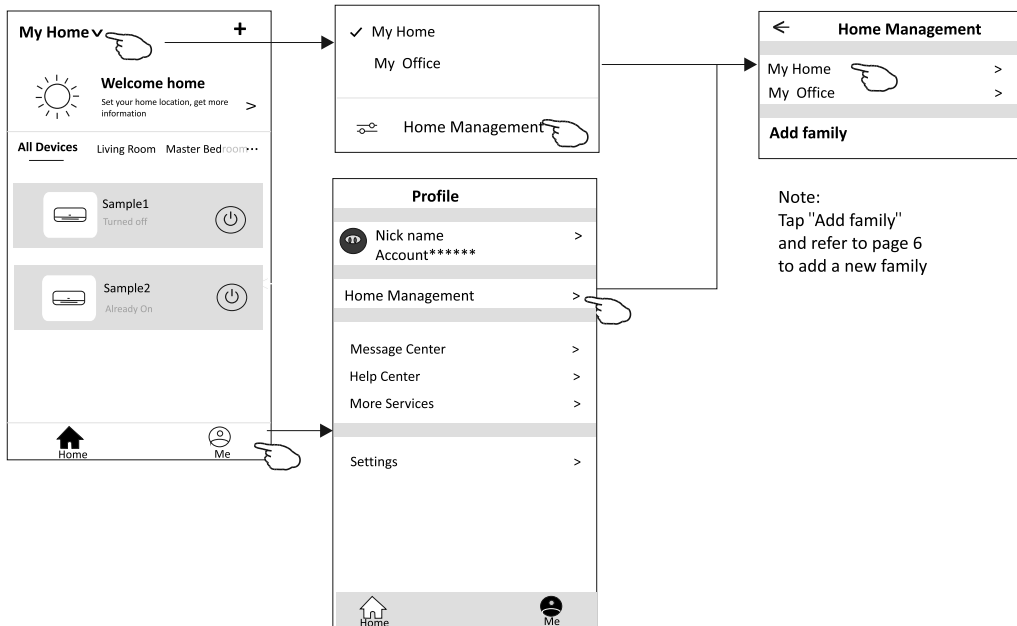 My Home
+
Welcome home
Set your home location, get more
information
>
All Devices Living Room Master Bedroom...
Sample1
Turned off
Sample2
Already On
Home
Me
✓ My Home
My Office
Home Management
Profile
Nick name >
Account******
Home Management >
Message Center >
Help Center >
More Services >
Settings >
Home
Me
Home Management
My Home >
My Office >
Add family
Note:
Tap "Add family"
and refer to page 6
to add a new family